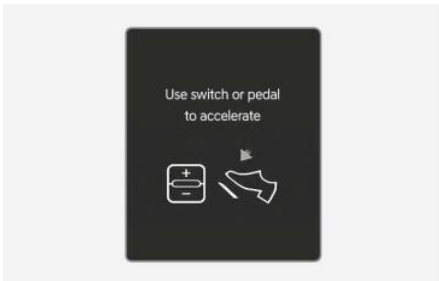 Use switch or pedal
to accelerate
+
−